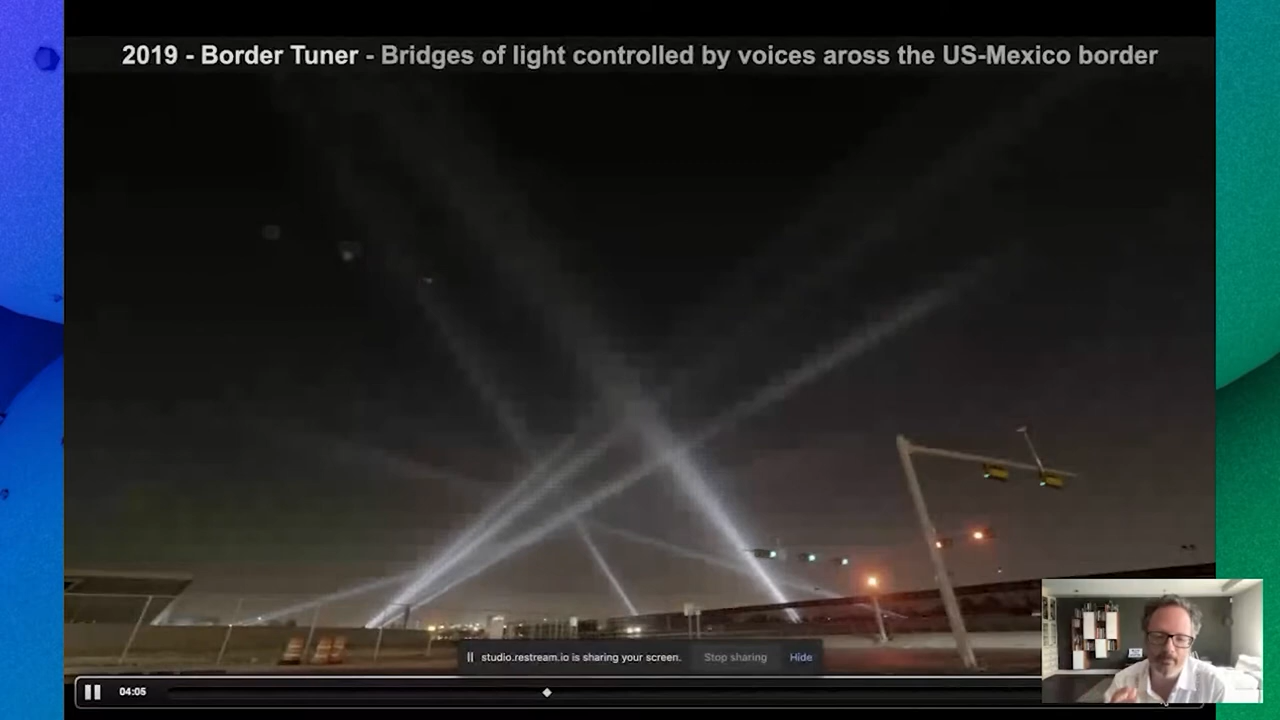 2019 - Border Tuner - Bridges of light controlled by voices aross the US-Mexico border
studio.restream.io is sharing your screen. Stop sharing Hide
04:05